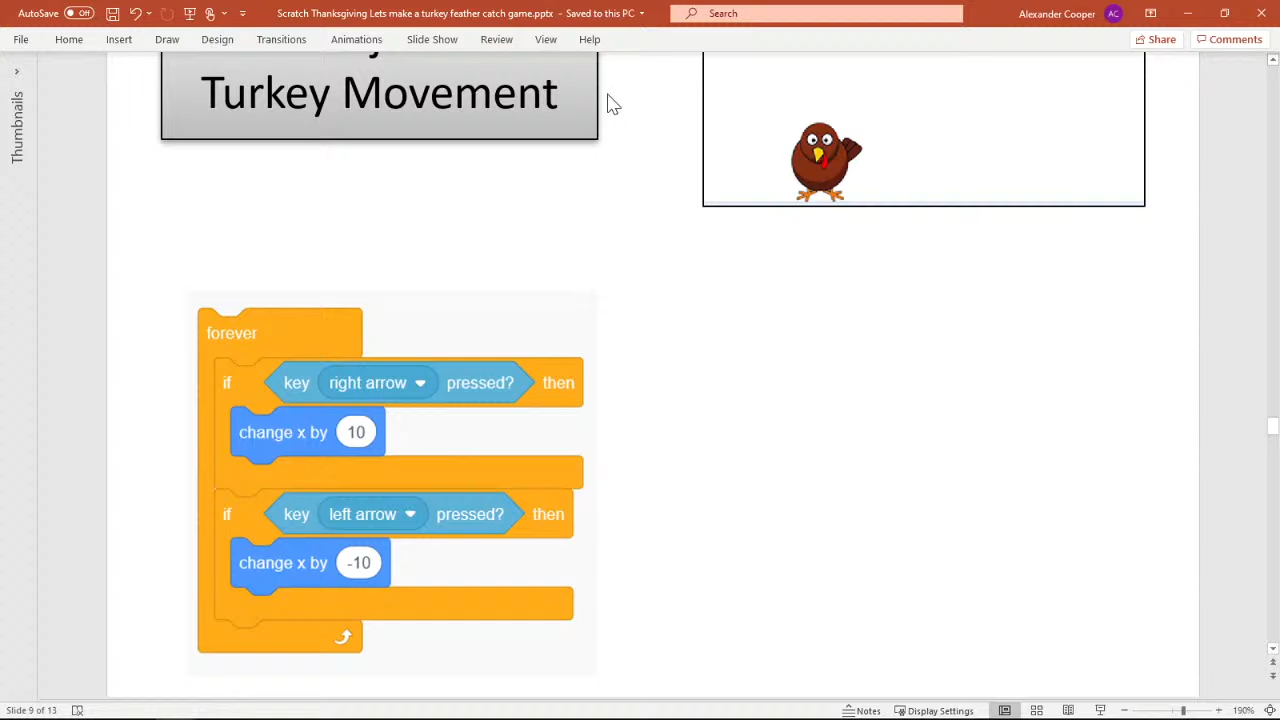 AutoSave Off Scratch Thanksgiving Lets make a turkey feather catch game.pptx - Saved to this PC Search Alexander Cooper AC
File Home Insert Draw Design Transitions Animations Slide Show Review View Help Share Comments
Thumbnails
Turkey Movement
forever
if key right arrow pressed? then
change x by 10
if key left arrow pressed? then
change x by -10
Slide 9 of 13 Notes Display Settings 190%